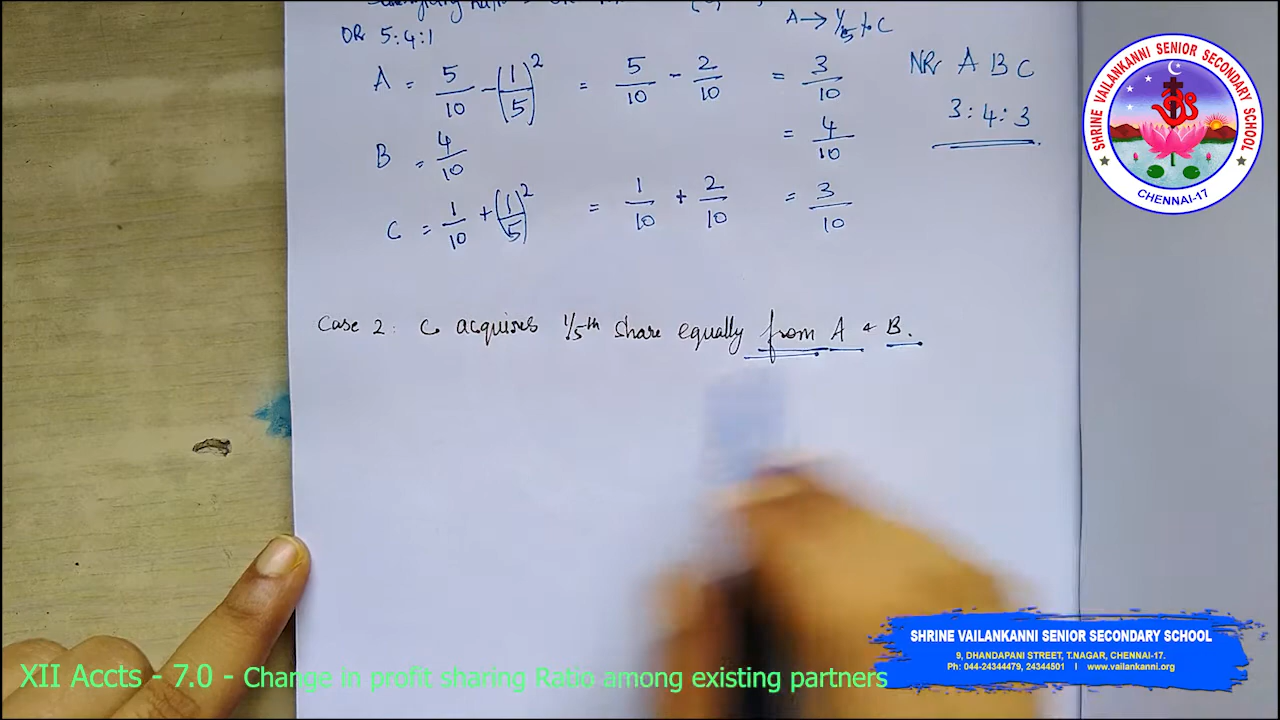 OR 5:4:1
A → 1/5 to C
A = 5/10 - (1/5)² = 5/10 - 2/10 = 3/10
NR A B C
3:4:3
B = 4/10 = 4/10
C = 1/10 + (1/5)² = 1/10 + 2/10 = 3/10
Case 2: C acquires 1/5th share equally from A & B.
SHRINE VAILANKANNI SENIOR SECONDARY SCHOOL
CHENNAI-17
SHRINE VAILANKANNI SENIOR SECONDARY SCHOOL
9, DHANDAPANI STREET, T.NAGAR, CHENNAI-17.
Ph: 044-24344479, 24344501 I www.vailankanni.org
XII Accts - 7.0 - Change in profit sharing Ratio among existing partners